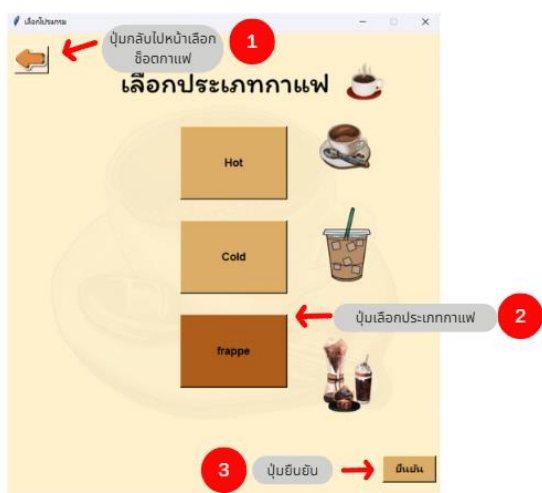 เลือกโปรแกรม
ปุ่มกลับไปหน้าเลือก
ช็อตกาแฟ
1
เลือกประเภทกาแฟ
Hot
Cold
ปุ่มเลือกประเภทกาแฟ
2
frappe
3
ปุ่มยืนยัน
ยืนยัน